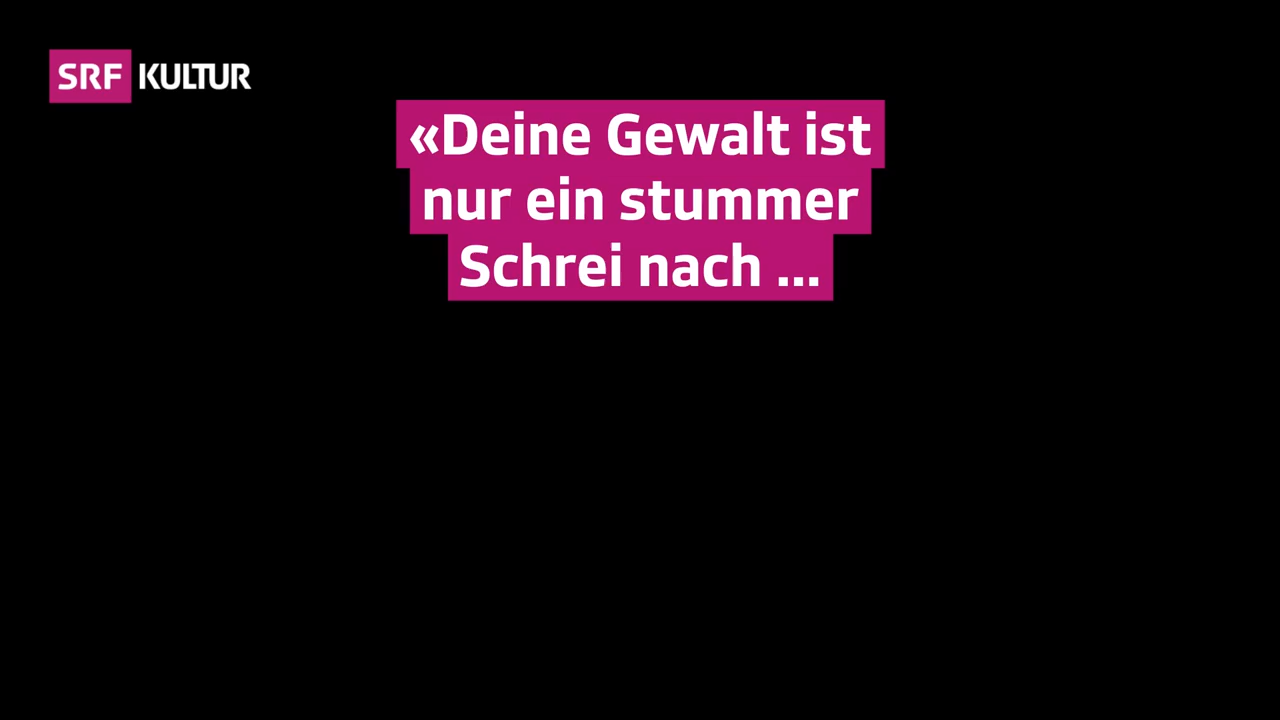 SRF KULTUR
«Deine Gewalt ist
nur ein stummer
Schrei nach ...